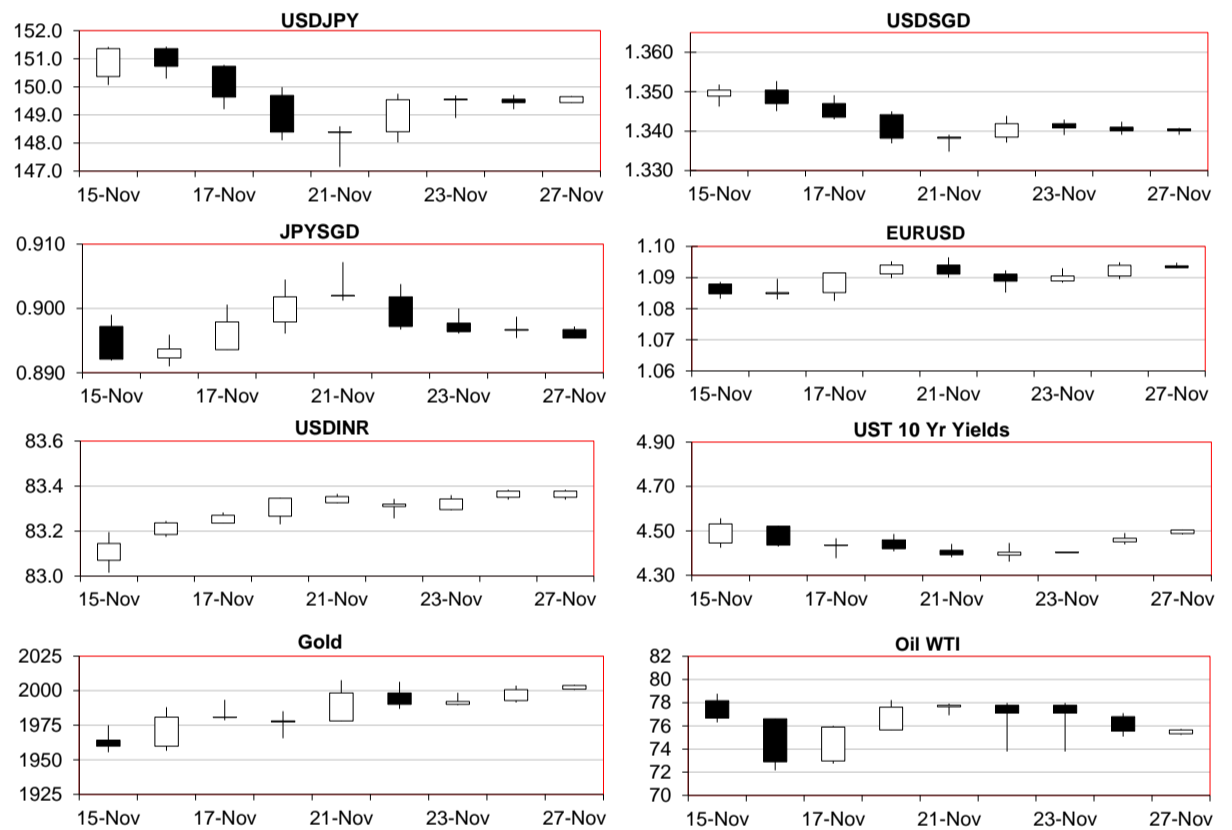 USDJPY
152.0
151.0
150.0
149.0
148.0
147.0
15-Nov 17-Nov 21-Nov 23-Nov 27-Nov
USDSGD
1.360
1.350
1.340
1.330
15-Nov 17-Nov 21-Nov 23-Nov 27-Nov
JPYSGD
0.910
0.900
0.890
15-Nov 17-Nov 21-Nov 23-Nov 27-Nov
EURUSD
1.10
1.09
1.08
1.06
15-Nov 17-Nov 21-Nov 23-Nov 27-Nov
USDINR
83.6
83.4
83.2
83.0
15-Nov 17-Nov 21-Nov 23-Nov 27-Nov
UST 10 Yr Yields
4.90
4.70
4.50
4.30
15-Nov 17-Nov 21-Nov 23-Nov 27-Nov
Gold
2025
2000
1975
1950
1925
15-Nov 17-Nov 21-Nov 23-Nov 27-Nov
Oil WTI
82
80
78
76
74
72
70
15-Nov 17-Nov 21-Nov 23-Nov 27-Nov